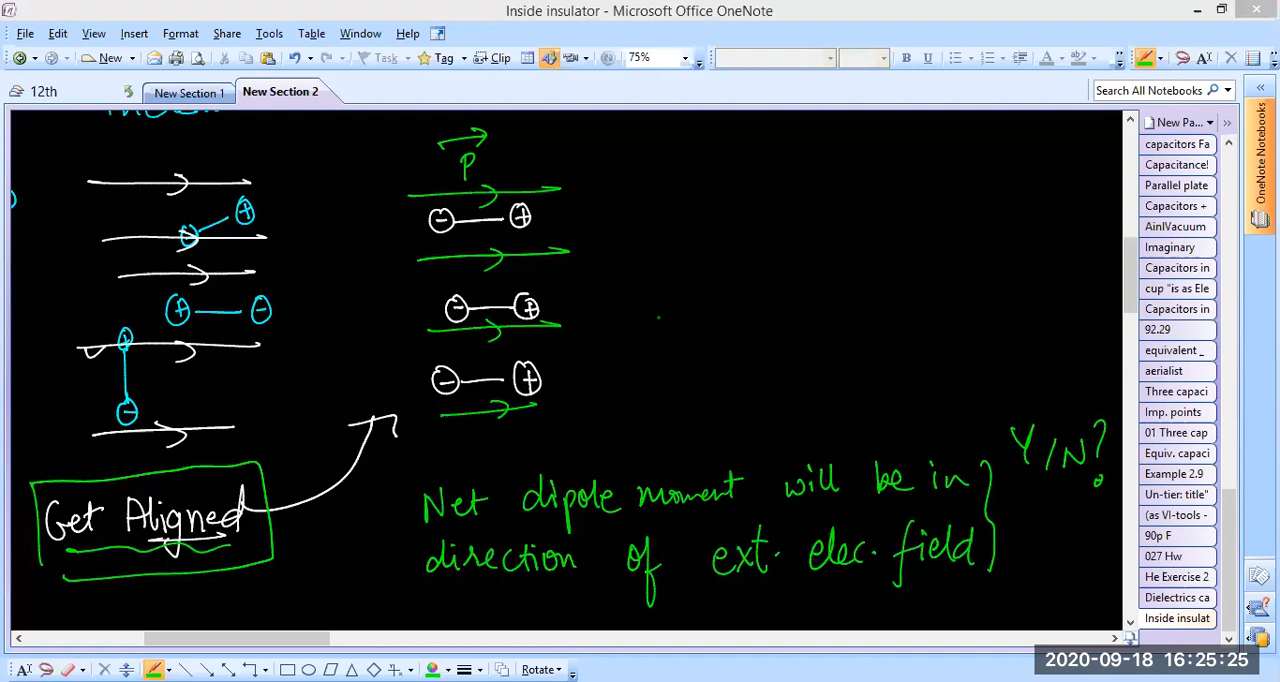 Inside insulator - Microsoft Office OneNote
File Edit View Insert Format Share Tools Table Window Help
New Task Tag Clip 75% B U A ab A
12th New Section 1 New Section 2 Search All Notebooks
New Pa...
OneNote Notebooks
capacitors Fa
Capacitance!
Parallel plate
Capacitors +
AinlVacuum
Imaginary
Capacitors in
cup "is as Ele
Capacitors in
92.29
equivalent _
aerialist
Three capaci
Imp. points
01 Three cap
Equiv. capaci
Example 2.9
Un-tier: title"
(as VI-tools -
90p F
027 Hw
He Exercise 2
Dielectrics ca
Inside insulat
P
- +
+
- +
+ -
- +
+
- +
-
Get Aligned
Net dipole moment will be in
direction of ext. elec. field
Y/N?
2020-09-18 16:25:25
A Rotate